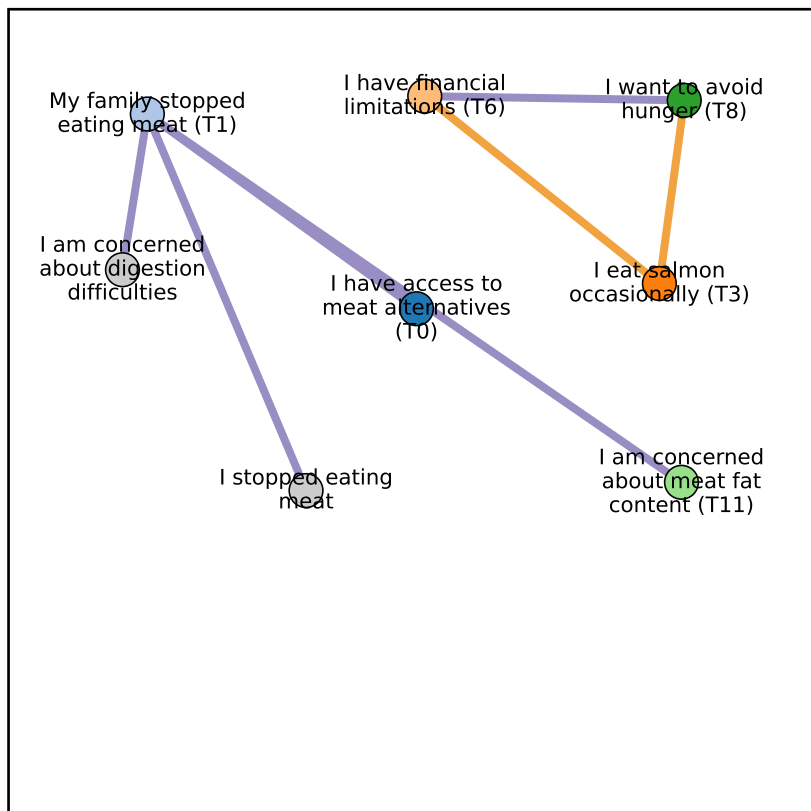 I have financial
limitations (T6)
I want to avoid
hunger (T8)
My family stopped
eating meat (T1)
I am concerned
about digestion
difficulties
I have access to
meat alternatives
(T0)
I eat salmon
occasionally (T3)
I stopped eating
meat
I am concerned
about meat fat
content (T11)